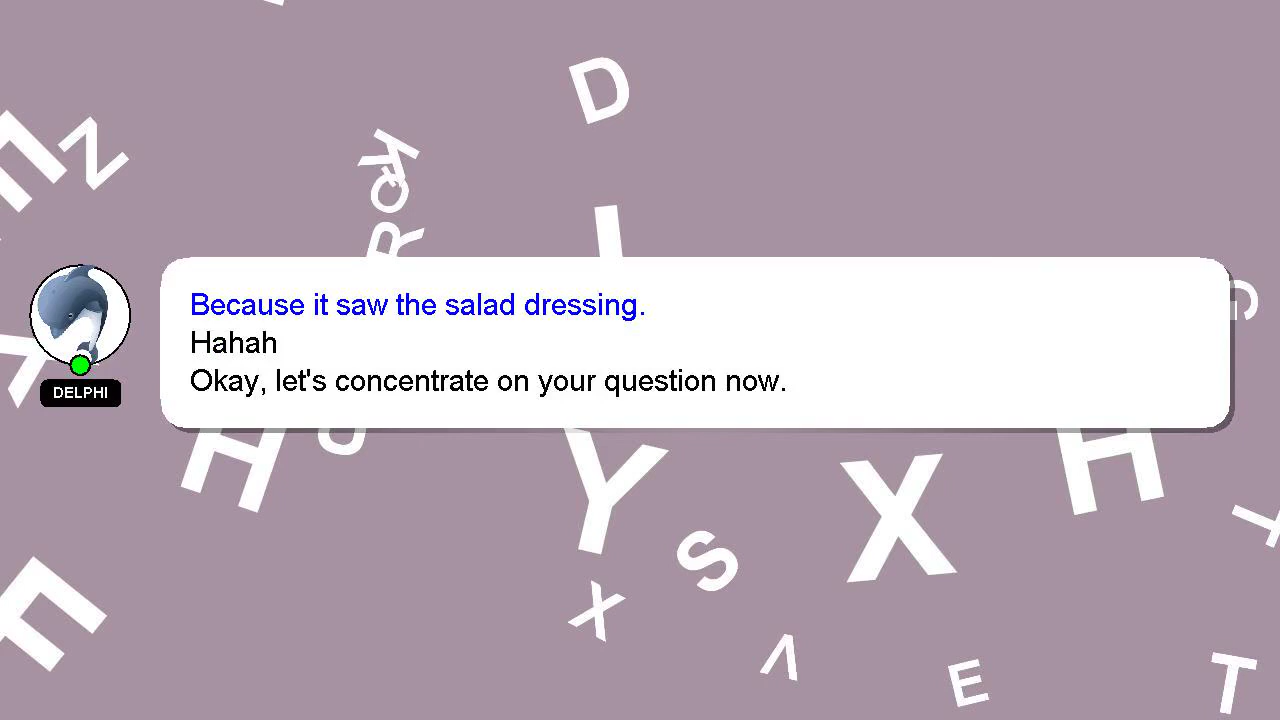 D
Z
K
O
R
I
Because it saw the salad dressing.
Hahah
Okay, let's concentrate on your question now.
DELPHI
H
Y
X
H
S
X
V
E
T
T